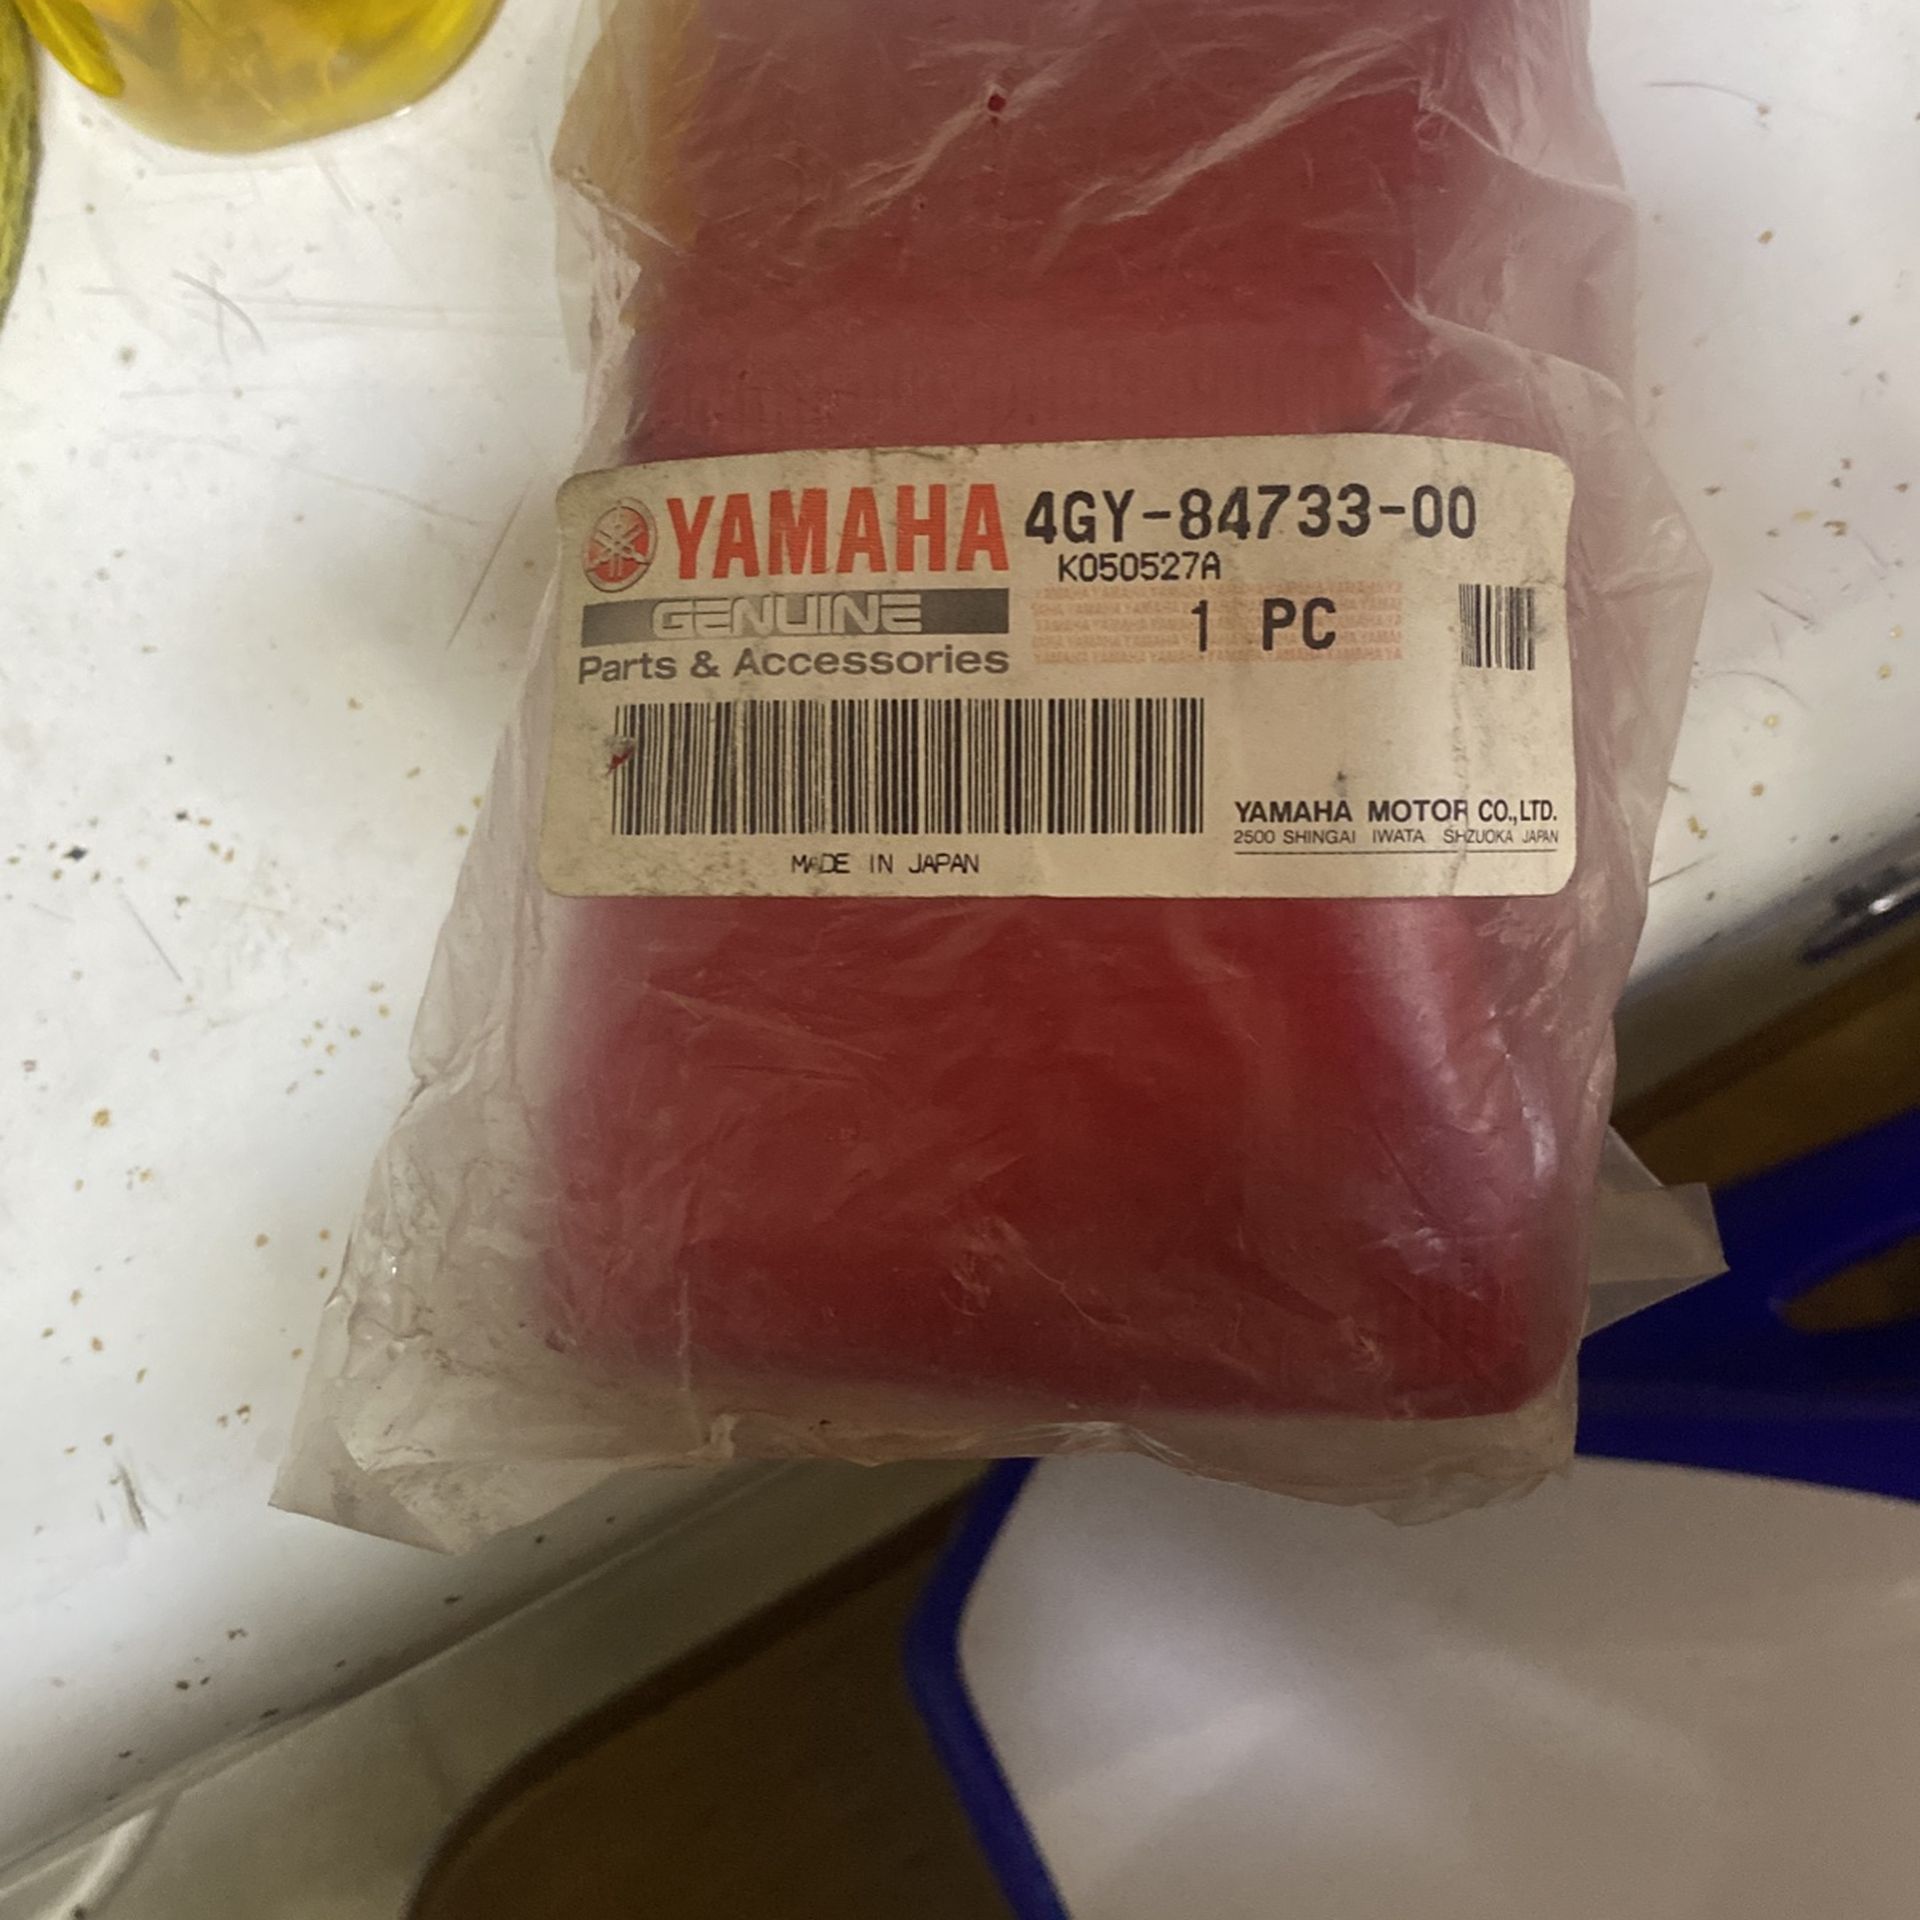 YAMAHA 4GY-84733-00
K050527A
GENUINE
1 PC
Parts & Accessories
YAMAHA MOTOR CO.,LTD.
2500 SHINGAI IWATA SHIZUOKA JAPAN
MADE IN JAPAN